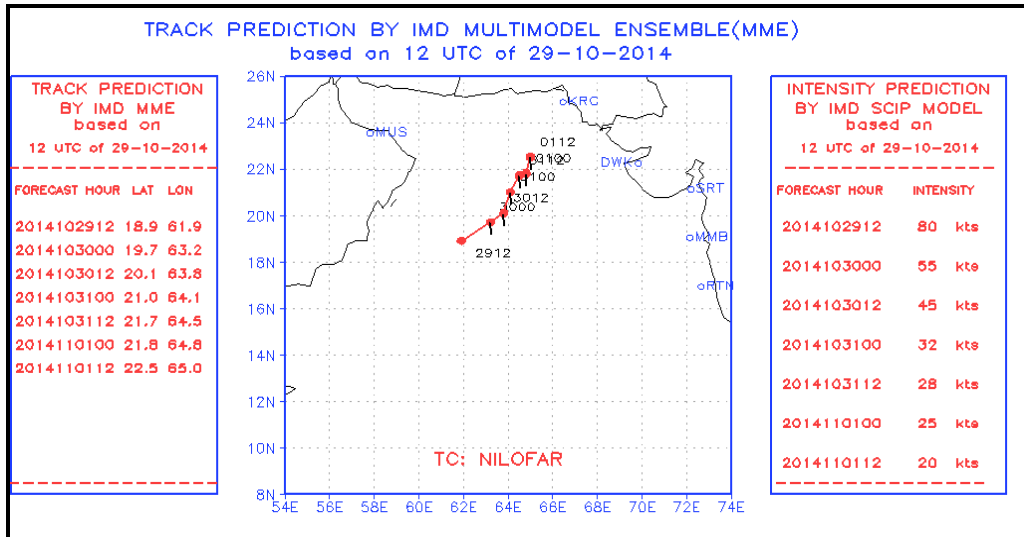 TRACK PREDICTION BY IMD MULTIMODEL ENSEMBLE(MME)
based on 12 UTC of 29-10-2014
TRACK PREDICTION
BY IMD MME
based on
12 UTC of 29-10-2014
FORECAST HOUR LAT LON
2014102912 18.9 61.9
2014103000 19.7 63.2
2014103012 20.1 63.8
2014103100 21.0 64.1
2014103112 21.7 64.5
2014110100 21.8 64.8
2014110112 22.5 65.0
26N
24N
22N
20N
18N
16N
14N
12N
10N
8N
54E 56E 58E 60E 62E 64E 66E 68E 70E 72E 74E
KRC
MUS
DWK
SRT
MMB
RTN
0112
0100
3012
2912
TC: NILOFAR
INTENSITY PREDICTION
BY IMD SCIP MODEL
based on
12 UTC of 29-10-2014
FORECAST HOUR INTENSITY
2014102912 80 kts
2014103000 55 kts
2014103012 45 kts
2014103100 32 kts
2014103112 28 kts
2014110100 25 kts
2014110112 20 kts